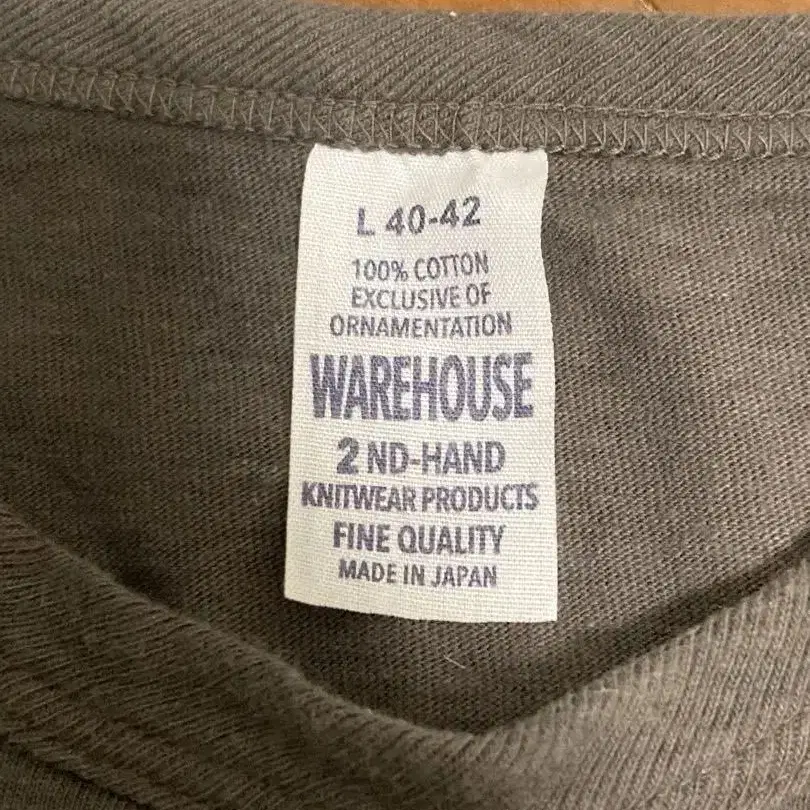 L 40-42
100% COTTON
EXCLUSIVE OF
ORNAMENTATION
WAREHOUSE
2 ND-HAND
KNITWEAR PRODUCTS
FINE QUALITY
MADE IN JAPAN